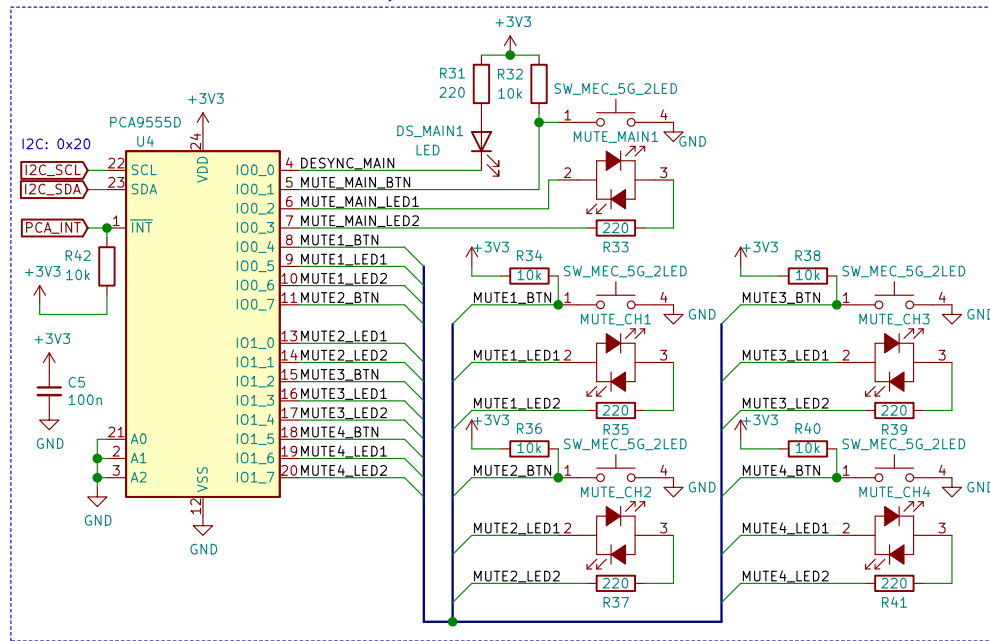 +3V3
R31
220
R32
10k
SW_MEC_5G_2LED
1
4
GND
MUTE_MAIN1
DS_MAIN1
LED
2
3
220
R33
+3V3
PCA9555D
U4
I2C: 0x20
24
VDD
I2C_SCL
22
SCL
I2C_SDA
23
SDA
PCA_INT
1
INT
R42
10k
+3V3
+3V3
C5
100n
GND
21
A0
2
A1
3
A2
GND
VSS
12
GND
IO0_0
4
DESYNC_MAIN
IO0_1
5
MUTE_MAIN_BTN
IO0_2
6
MUTE_MAIN_LED1
IO0_3
7
MUTE_MAIN_LED2
IO0_4
8
MUTE1_BTN
IO0_5
9
MUTE1_LED1
IO0_6
10
MUTE1_LED2
IO0_7
11
MUTE2_BTN
IO1_0
13
MUTE2_LED1
IO1_1
14
MUTE2_LED2
IO1_2
15
MUTE3_BTN
IO1_3
16
MUTE3_LED1
IO1_4
17
MUTE3_LED2
IO1_5
18
MUTE4_BTN
IO1_6
19
MUTE4_LED1
IO1_7
20
MUTE4_LED2
+3V3
R34
10k
SW_MEC_5G_2LED
MUTE1_BTN
1
4
GND
MUTE_CH1
MUTE1_LED1
2
3
MUTE1_LED2
220
R35
+3V3
R36
10k
SW_MEC_5G_2LED
MUTE2_BTN
1
4
GND
MUTE_CH2
MUTE2_LED1
2
3
MUTE2_LED2
220
R37
+3V3
R38
10k
SW_MEC_5G_2LED
MUTE3_BTN
1
4
GND
MUTE_CH3
MUTE3_LED1
2
3
MUTE3_LED2
220
R39
+3V3
R40
10k
SW_MEC_5G_2LED
MUTE4_BTN
1
4
GND
MUTE_CH4
MUTE4_LED1
2
3
MUTE4_LED2
220
R41